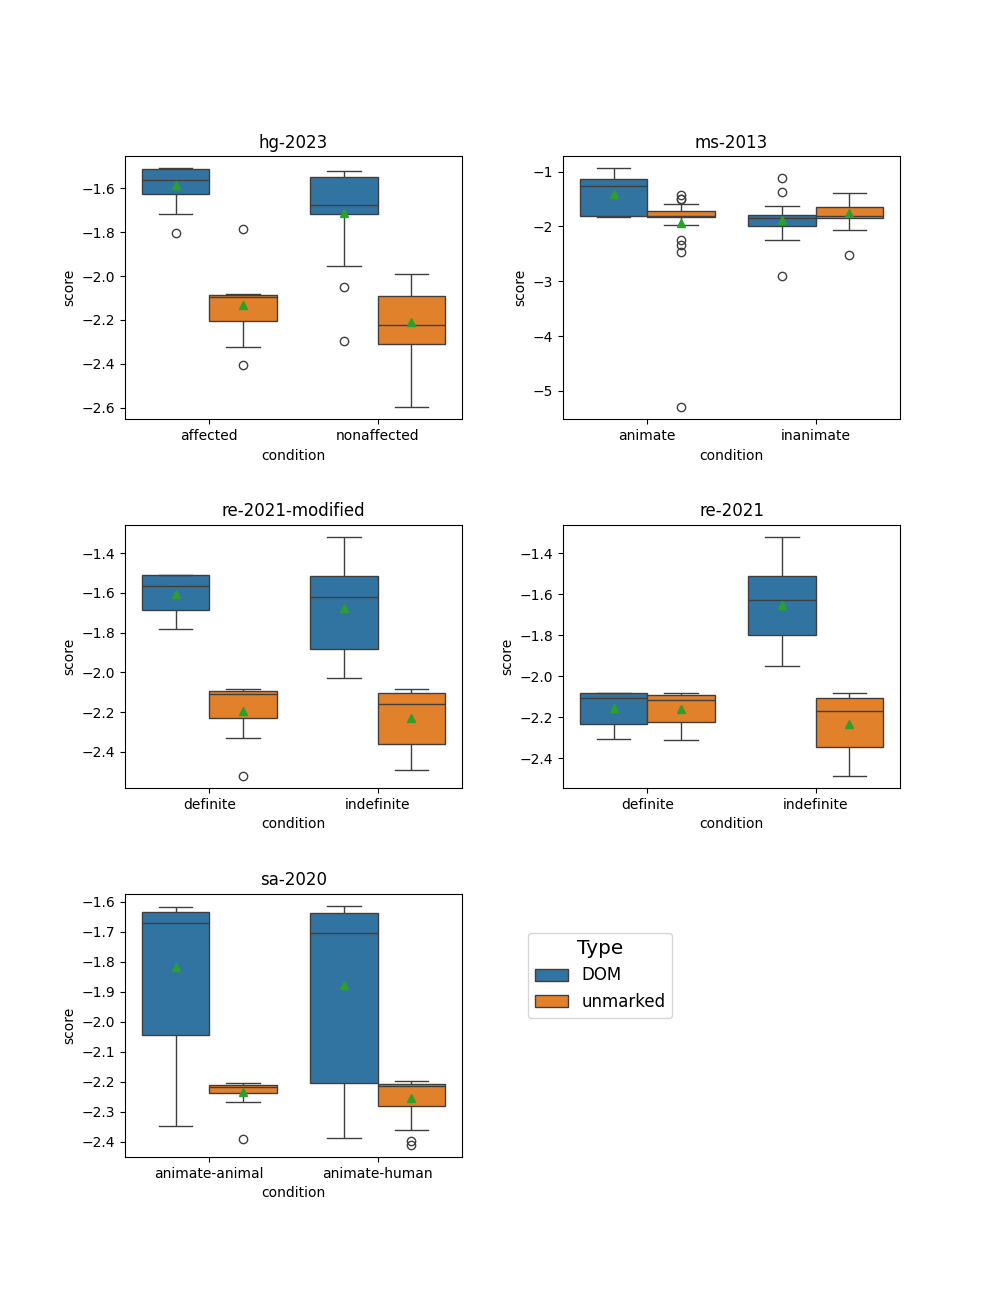 hg-2023
score
−1.6
−1.8
−2.0
−2.2
−2.4
−2.6
affected
nonaffected
condition
ms-2013
score
−1
−2
−3
−4
−5
animate
inanimate
condition
re-2021-modified
score
−1.4
−1.6
−1.8
−2.0
−2.2
−2.4
definite
indefinite
condition
re-2021
score
−1.4
−1.6
−1.8
−2.0
−2.2
−2.4
definite
indefinite
condition
sa-2020
score
−1.6
−1.7
−1.8
−1.9
−2.0
−2.1
−2.2
−2.3
−2.4
animate-animal
animate-human
condition
Type
DOM
unmarked